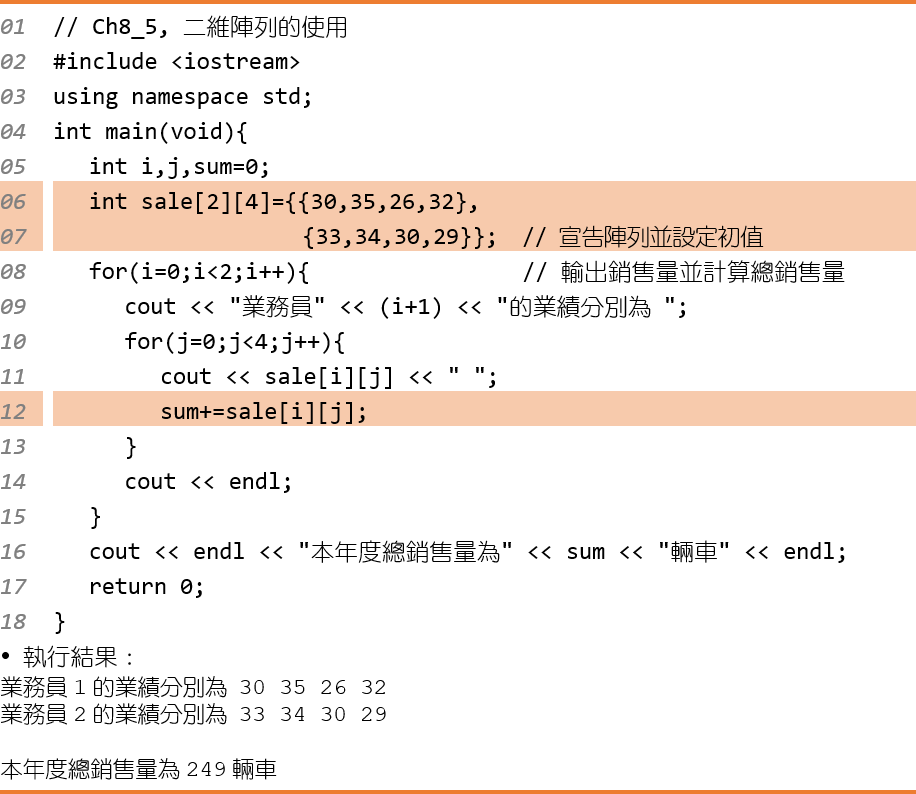 01 // Ch8_5, 二維陣列的使用
02 #include <iostream>
03 using namespace std;
04 int main(void){
05    int i,j,sum=0;
06    int sale[2][4]={{30,35,26,32},
07                    {33,34,30,29}};  // 宣告陣列並設定初值
08    for(i=0;i<2;i++){                // 輸出銷售量並計算總銷售量
09       cout << "業務員" << (i+1) << "的業績分別為 ";
10       for(j=0;j<4;j++){
11          cout << sale[i][j] << " ";
12          sum+=sale[i][j];
13       }
14       cout << endl;
15    }
16    cout << endl << "本年度總銷售量為" << sum << "輛車" << endl;
17    return 0;
18 }
• 執行結果：
業務員 1 的業績分別為 30 35 26 32
業務員 2 的業績分別為 33 34 30 29
本年度總銷售量為 249 輛車